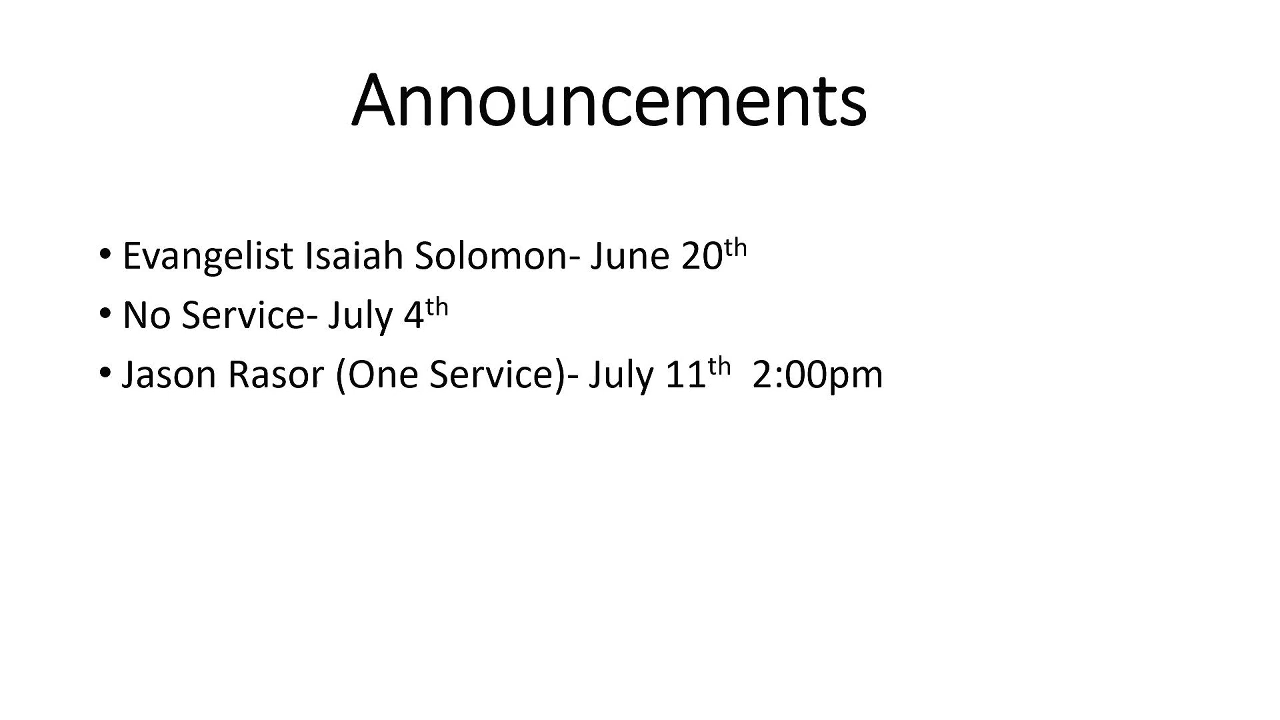 Announcements
• Evangelist Isaiah Solomon- June 20th
• No Service- July 4th
• Jason Rasor (One Service)- July 11th  2:00pm